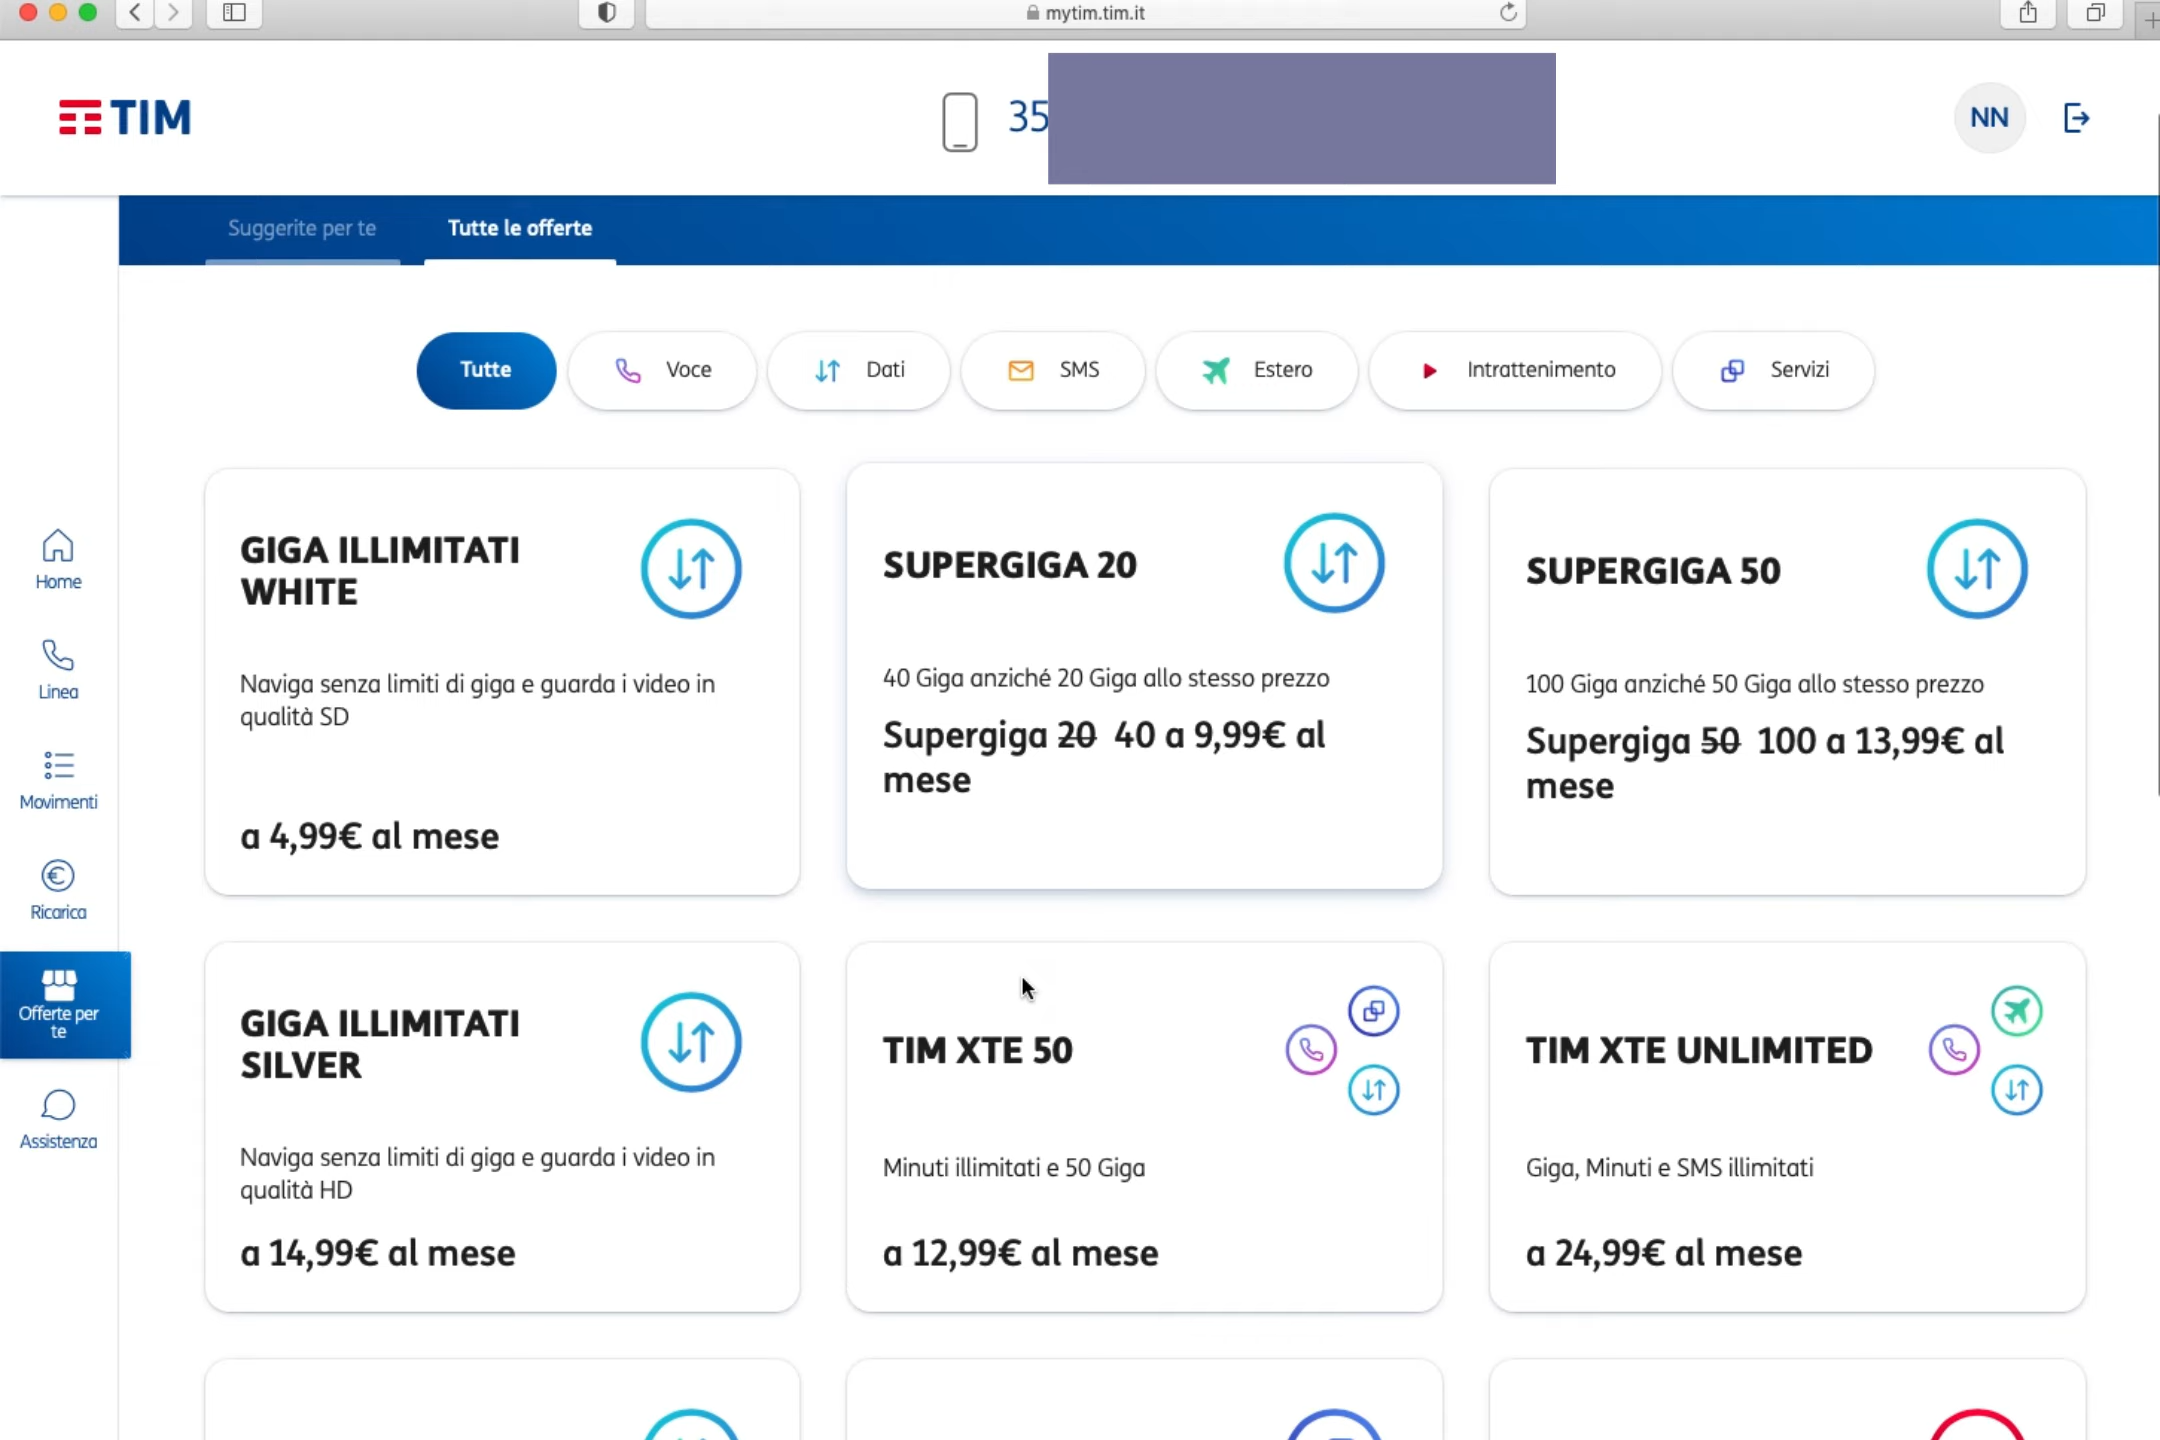 mytim.tim.it
TIM
35
NN
Suggerite per te
Tutte le offerte
Tutte
Voce
Dati
SMS
Estero
Intrattenimento
Servizi
GIGA ILLIMITATI
WHITE
Naviga senza limiti di giga e guarda i video in
qualità SD
a 4,99€ al mese
SUPERGIGA 20
40 Giga anziché 20 Giga allo stesso prezzo
Supergiga 20 40 a 9,99€ al
mese
SUPERGIGA 50
100 Giga anziché 50 Giga allo stesso prezzo
Supergiga 50 100 a 13,99€ al
mese
Home
Linea
Movimenti
Ricarica
Offerte per
te
Assistenza
GIGA ILLIMITATI
SILVER
Naviga senza limiti di giga e guarda i video in
qualità HD
a 14,99€ al mese
TIM XTE 50
Minuti illimitati e 50 Giga
a 12,99€ al mese
TIM XTE UNLIMITED
Giga, Minuti e SMS illimitati
a 24,99€ al mese